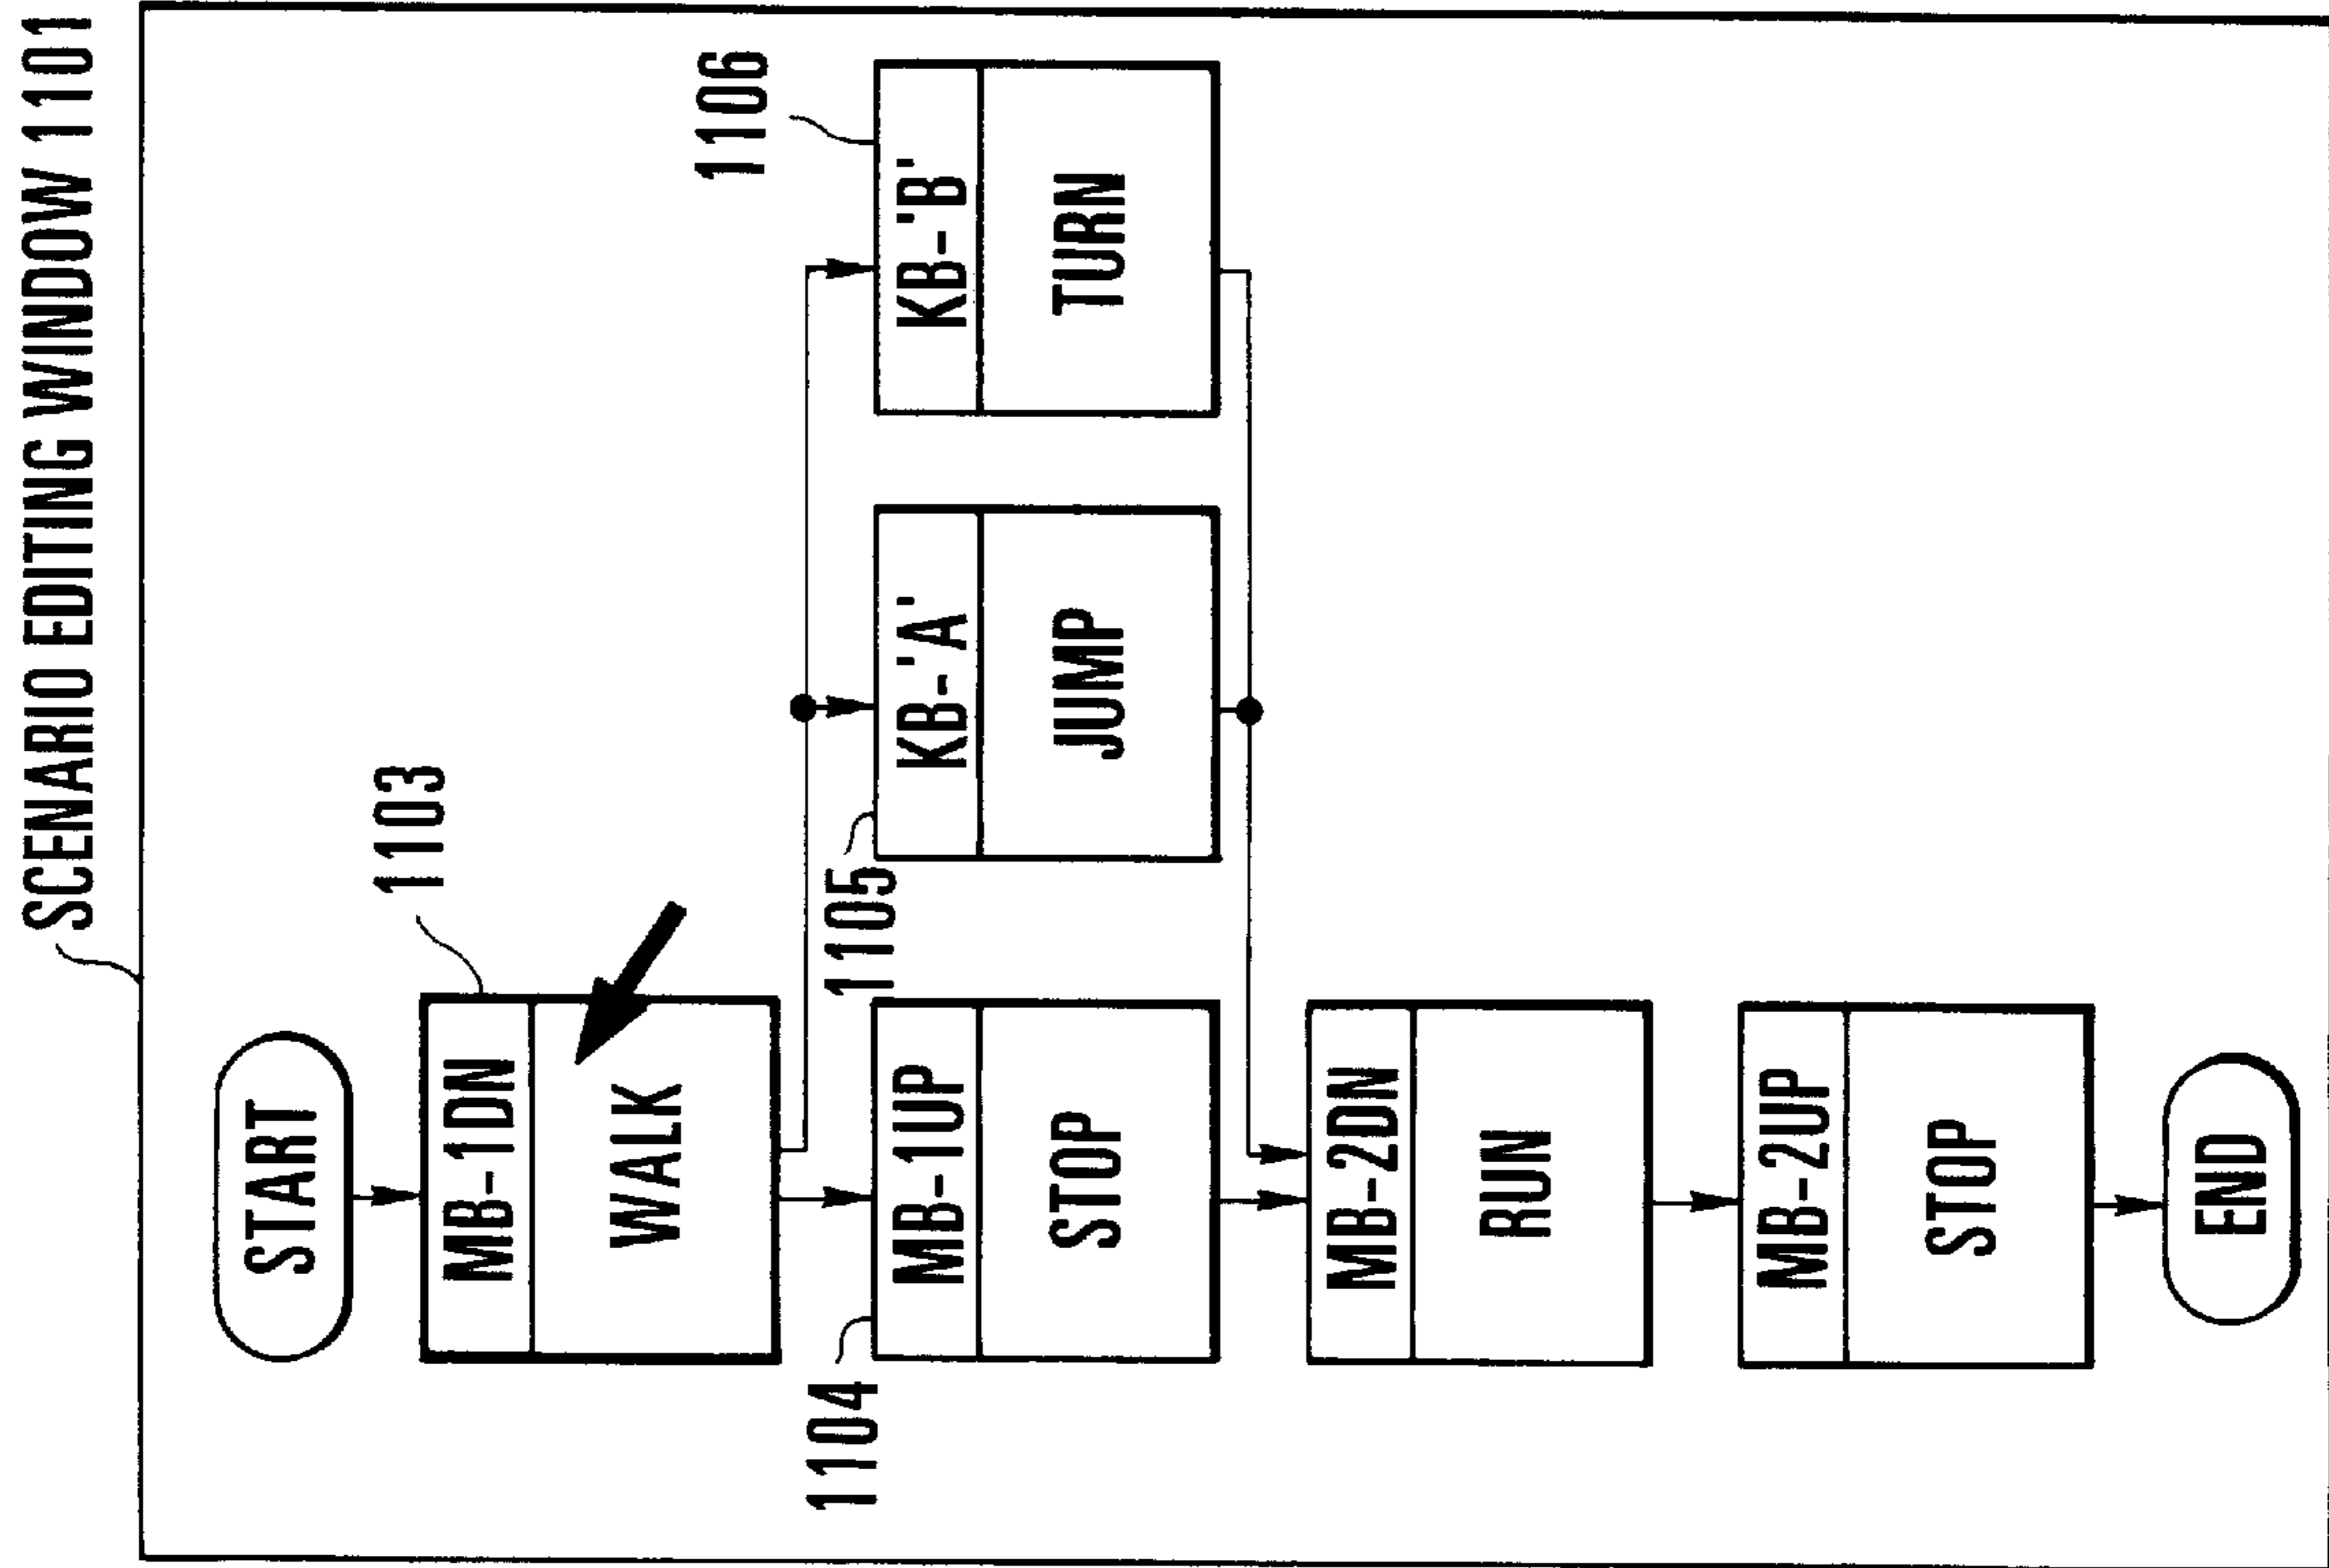 SCENARIO EDITING WINDOW 1101
START
1103
MB-1DN
WALK
1104
MB-1UP
STOP
1105
KB-'A'
JUMP
1106
KB-'B'
TURN
MB-2DN
RUN
MB-2UP
STOP
END